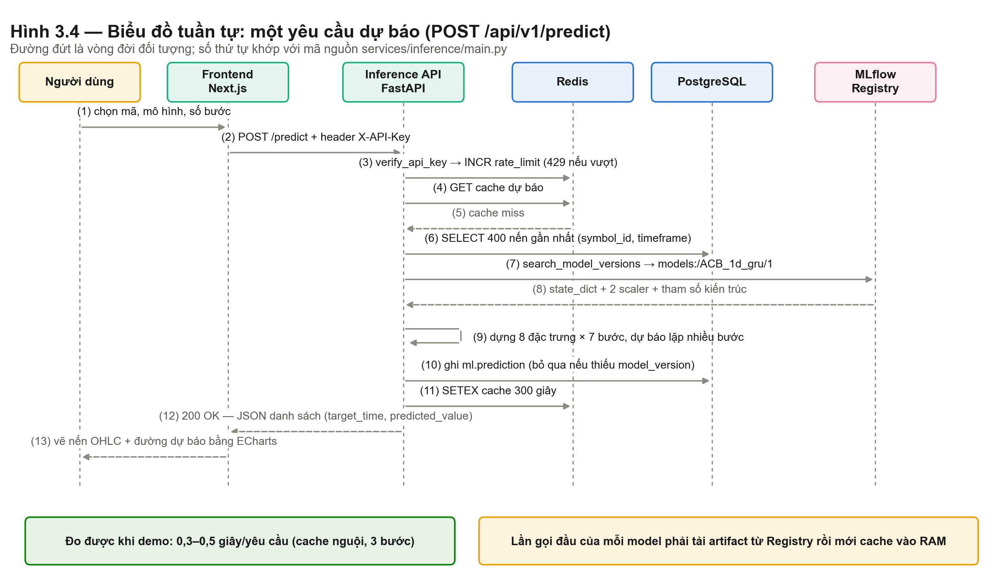 Hình 3.4 — Biểu đồ tuần tự: một yêu cầu dự báo (POST /api/v1/predict)
Đường đứt là vòng đời đối tượng; số thứ tự khớp với mã nguồn services/inference/main.py
Người dùng
Frontend
Next.js
Inference API
FastAPI
Redis
PostgreSQL
MLflow
Registry
(1) chọn mã, mô hình, số bước
(2) POST /predict + header X-API-Key
(3) verify_api_key → INCR rate_limit (429 nếu vượt)
(4) GET cache dự báo
(5) cache miss
(6) SELECT 400 nến gần nhất (symbol_id, timeframe)
(7) search_model_versions → models:/ACB_1d_gru/1
(8) state_dict + 2 scaler + tham số kiến trúc
(9) dựng 8 đặc trưng × 7 bước, dự báo lặp nhiều bước
(10) ghi ml.prediction (bỏ qua nếu thiếu model_version)
(11) SETEX cache 300 giây
(12) 200 OK — JSON danh sách (target_time, predicted_value)
(13) vẽ nến OHLC + đường dự báo bằng ECharts
Đo được khi demo: 0,3–0,5 giây/yêu cầu (cache nguội, 3 bước)
Lần gọi đầu của mỗi model phải tải artifact từ Registry rồi mới cache vào RAM